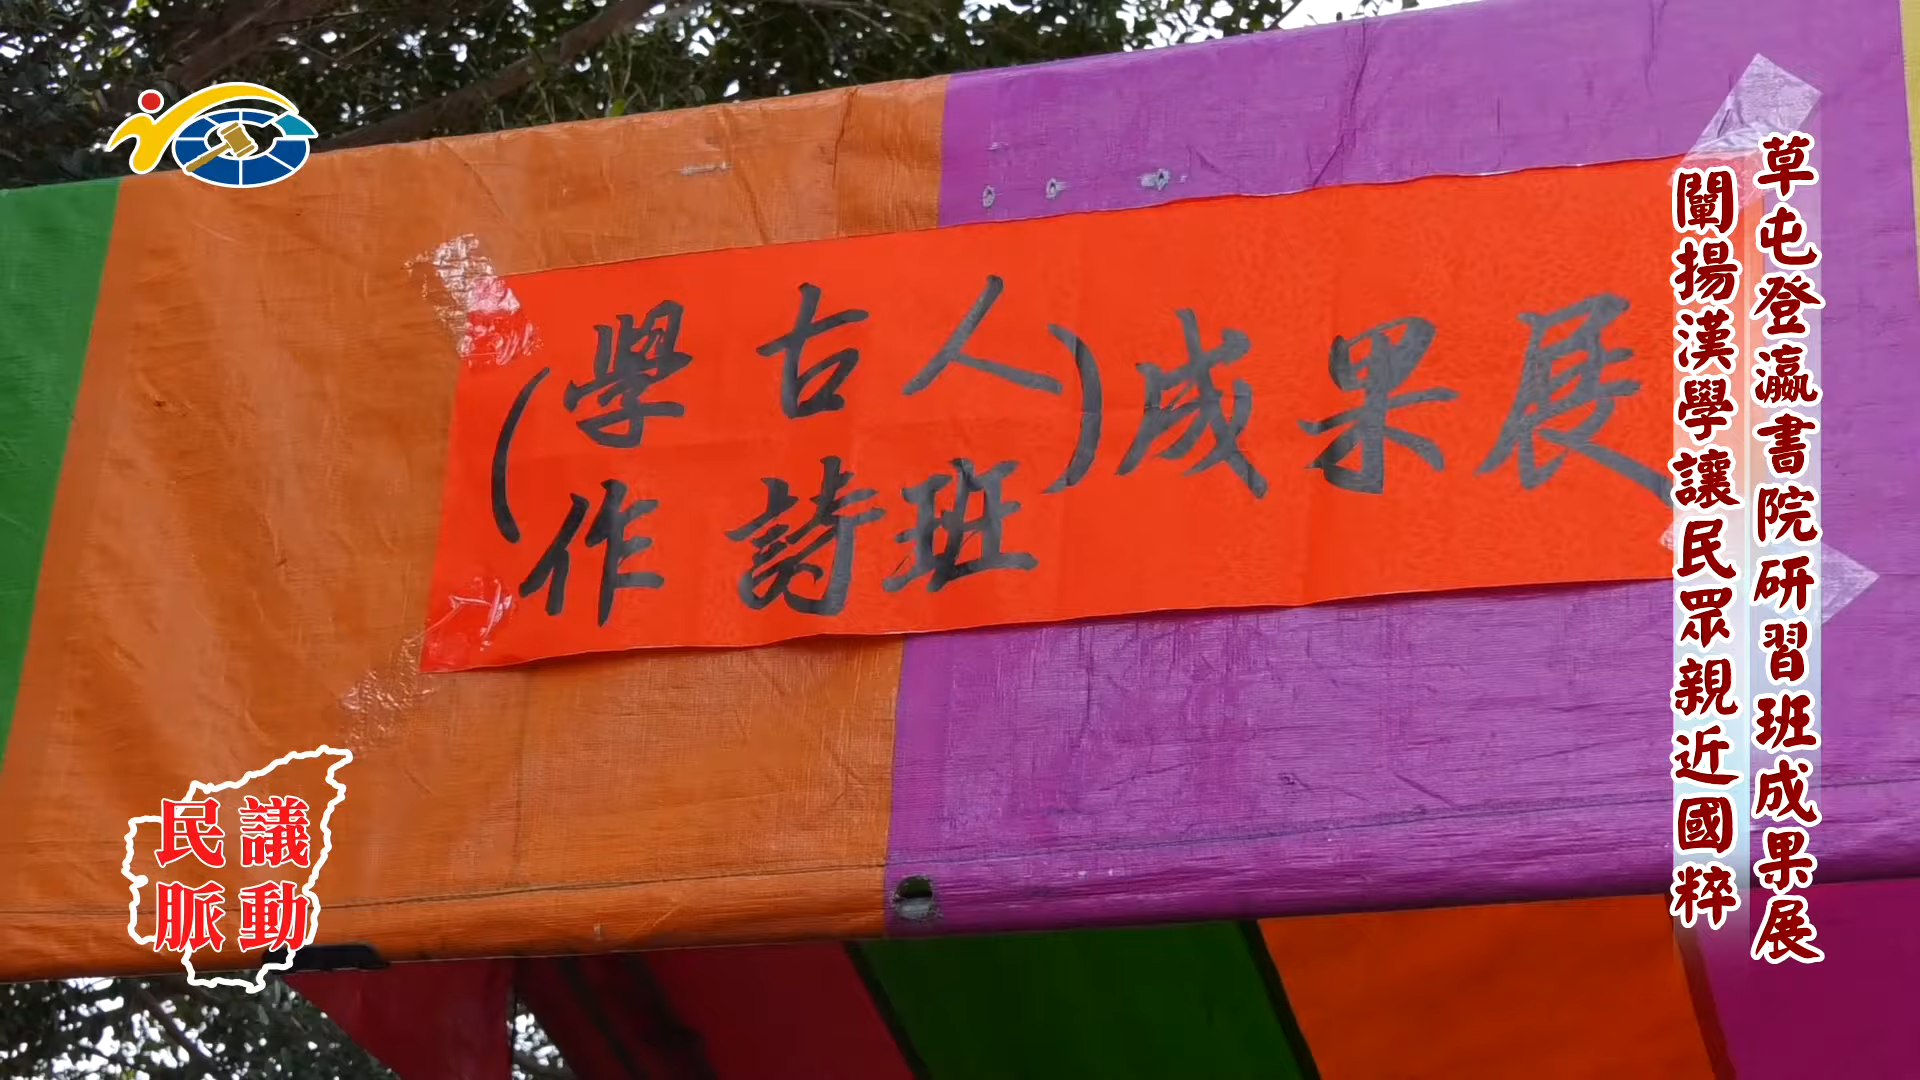 草屯登瀛書院研習班成果展
闡揚漢學讓民眾親近國粹
(學古人
作詩班)成果展
民議
脈動